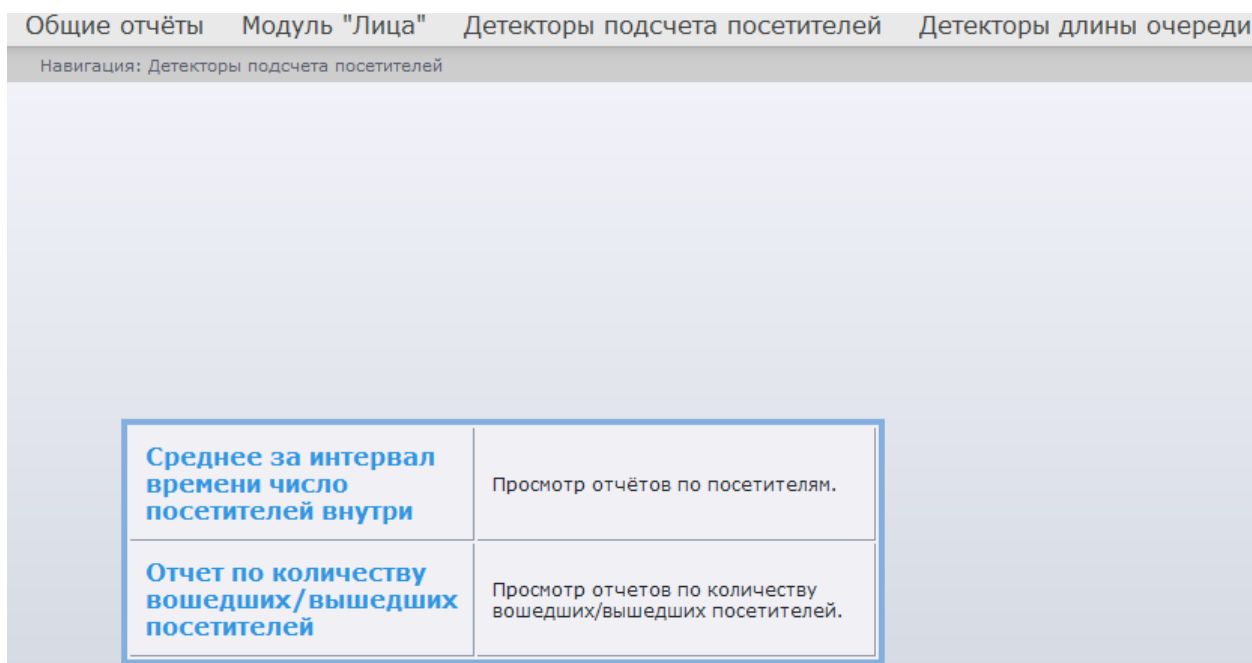 Общие отчёты Модуль "Лица" Детекторы подсчета посетителей Детекторы длины очереди
Навигация: Детекторы подсчета посетителей
Среднее за интервал
времени число
посетителей внутри
Просмотр отчётов по посетителям.
Отчет по количеству
вошедших/вышедших
посетителей
Просмотр отчетов по количеству
вошедших/вышедших посетителей.